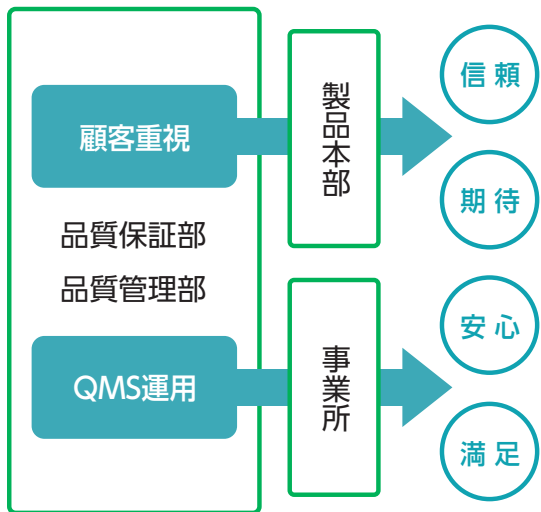 顧客重視
品質保証部
品質管理部
QMS運用
製品本部
事業所
信頼
期待
安心
満足